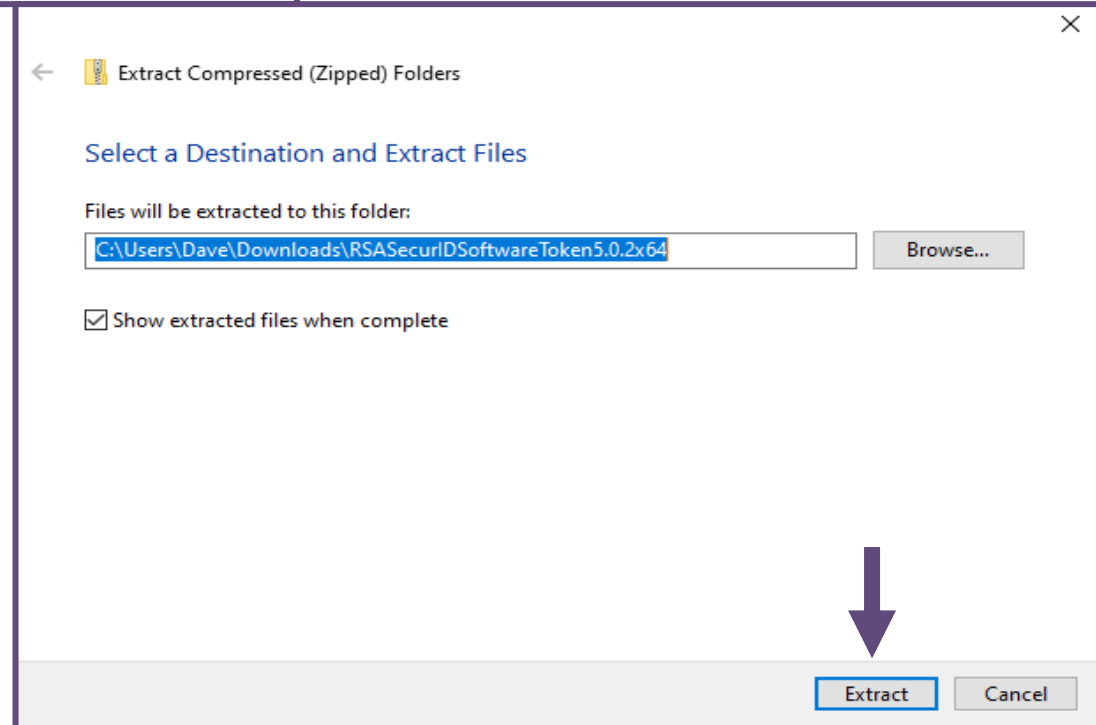 Extract Compressed (Zipped) Folders
Select a Destination and Extract Files
Files will be extracted to this folder:
C:\Users\Dave\Downloads\RSASecurIDSoftwareToken5.0.2x64
Browse...
Show extracted files when complete
Extract
Cancel